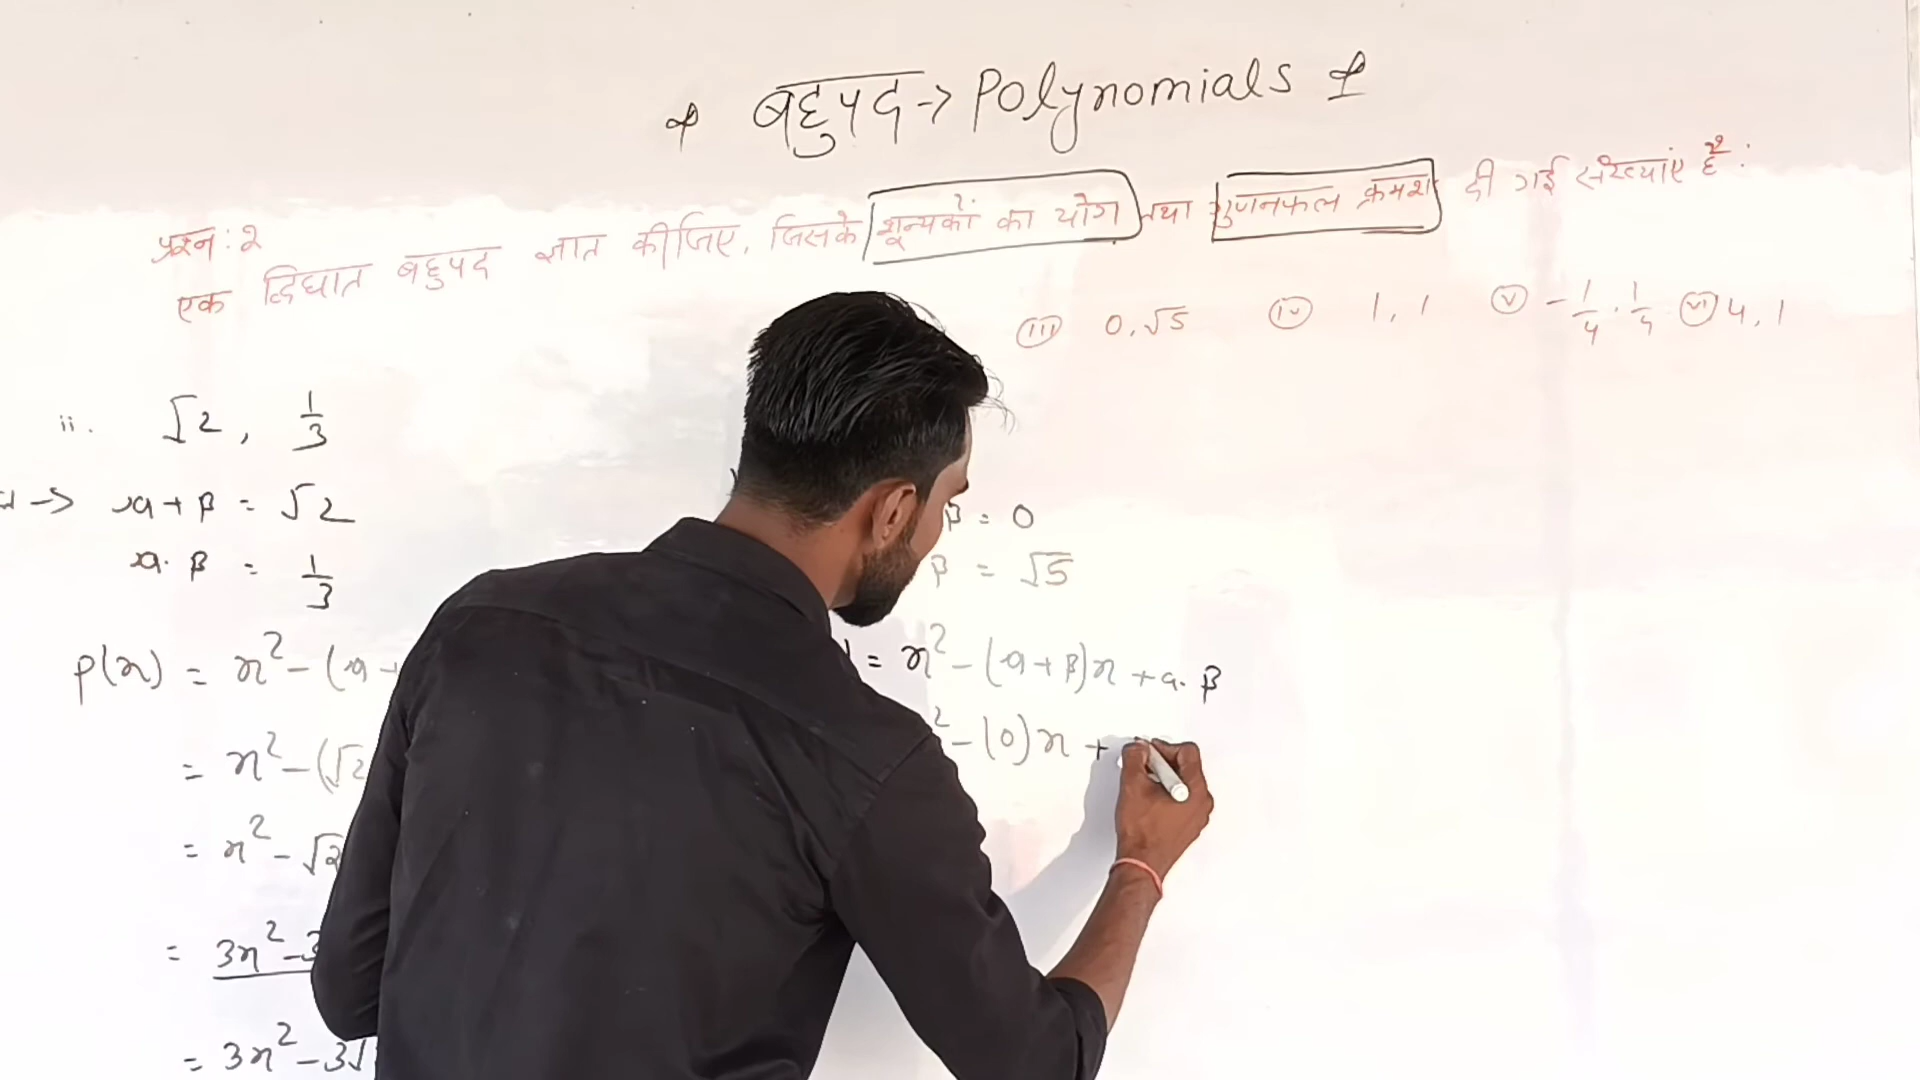 बहुपद -> Polynomials
प्रश्न: २
एक द्विघात बहुपद ज्ञात कीजिए, जिसके शून्यकों का योग तथा गुणनफल क्रमश दी गई संख्याएं हैं:
(iii) 0, √5 (iv) 1, 1 (v) -1/4, 1/4 (vi) 4, 1
ii. √2, 1/3
-> α + β = √2
α . β = 1/3
p(x) = x² - (α +
= x² - (√2
= x² - √2
= 3x² - 3
= 3x² - 3√
β = 0
β = √5
= x² - (α + β)x + α . β
² - (0)x +